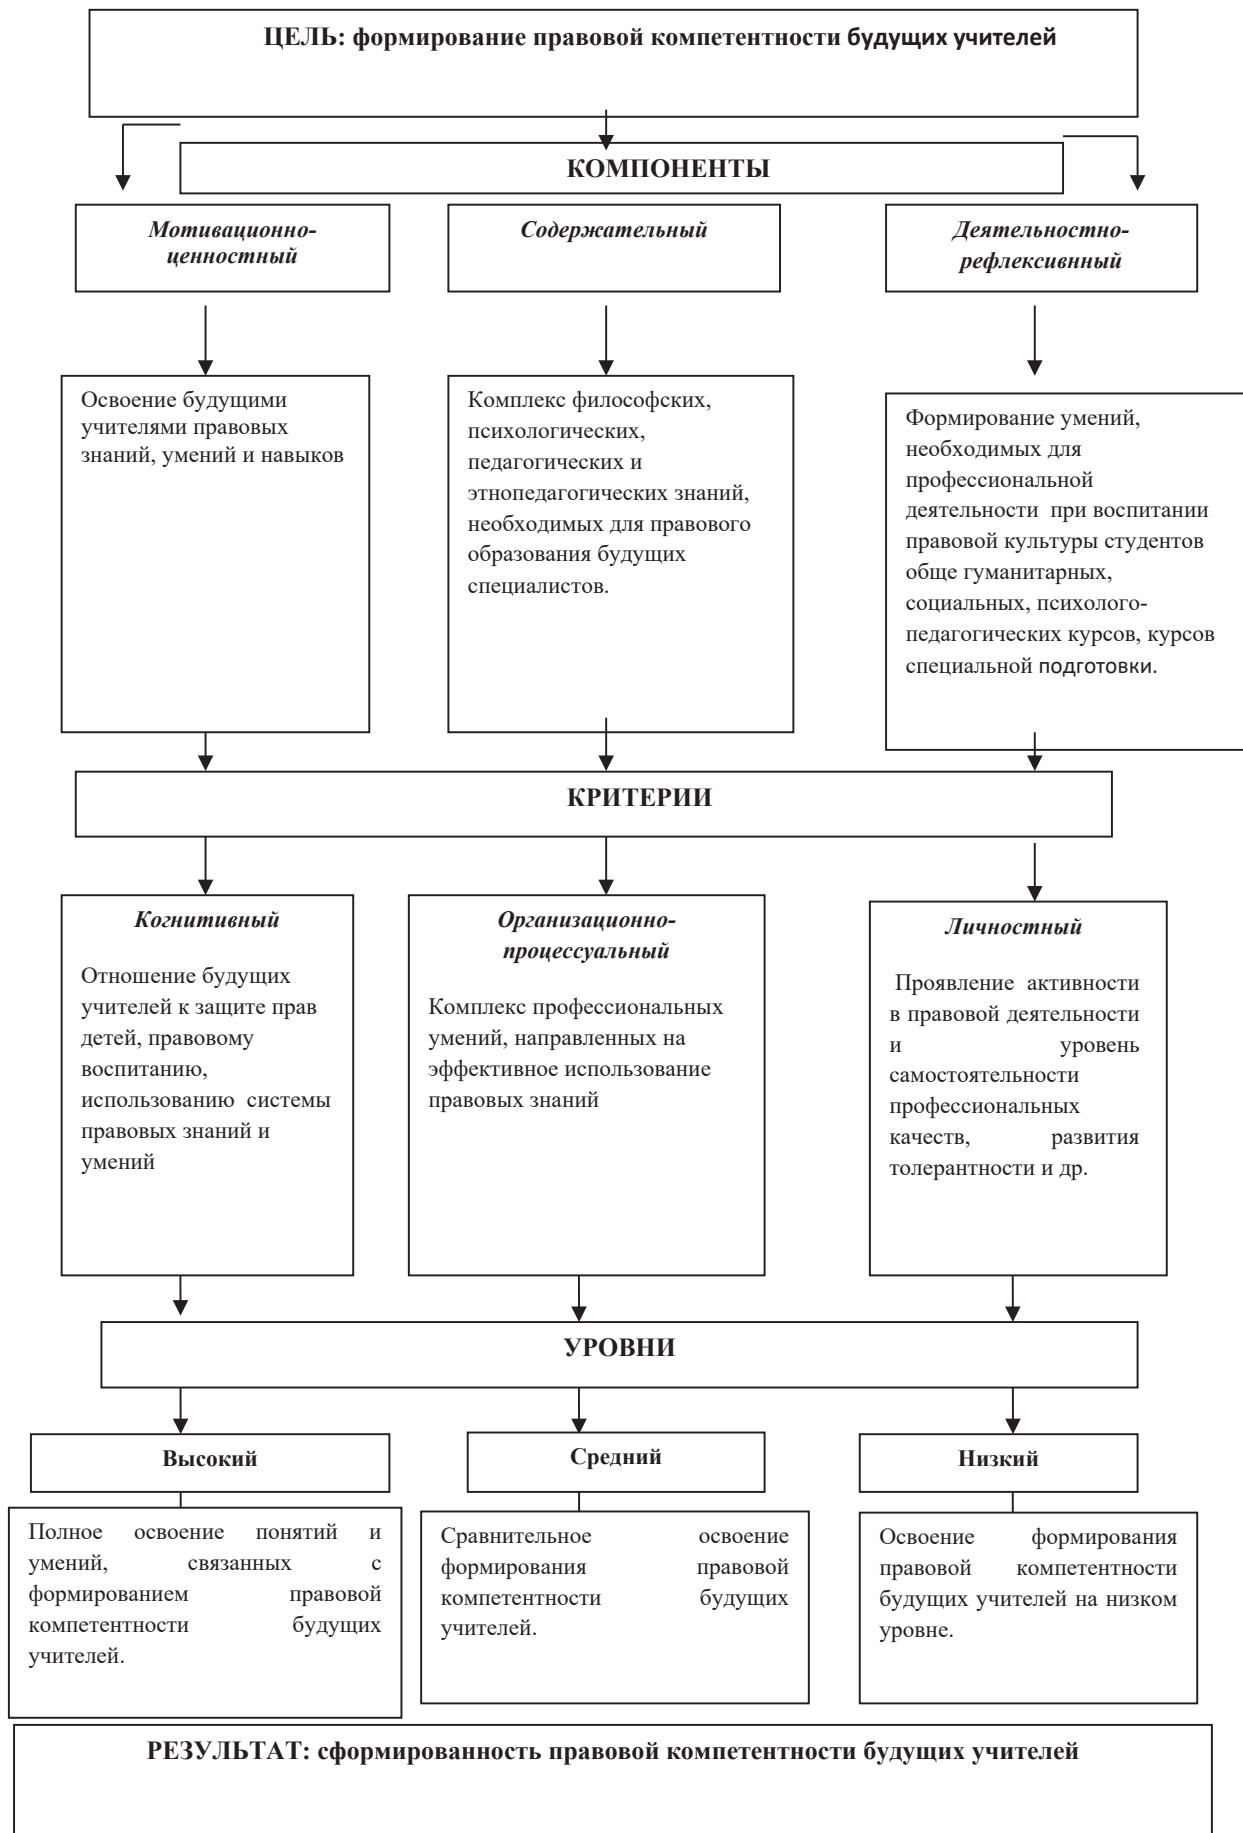 ЦЕЛЬ: формирование правовой компетентности будущих учителей
КОМПОНЕНТЫ
Мотивационно-
ценностный
Содержательный
Деятельностно-
рефлексивнный
Освоение будущими
учителями правовых
знаний, умений и навыков
Комплекс философских,
психологических,
педагогических и
этнопедагогических знаний,
необходимых для правового
образования будущих
специалистов.
Формирование умений,
необходимых для
профессиональной
деятельности при воспитании
правовой культуры студентов
обще гуманитарных,
социальных, психолого-
педагогических курсов, курсов
специальной подготовки.
КРИТЕРИИ
Когнитивный
Отношение будущих
учителей к защите прав
детей, правовому
воспитанию,
использованию системы
правовых знаний и
умений
Организационно-
процессуальный
Комплекс профессиональных
умений, направленных на
эффективное использование
правовых знаний
Личностный
Проявление активности
в правовой деятельности
и уровень
самостоятельности
профессиональных
качеств, развития
толерантности и др.
УРОВНИ
Высокий
Средний
Низкий
Полное освоение понятий и
умений, связанных с
формированием правовой
компетентности будущих
учителей.
Сравнительное освоение
формирования правовой
компетентности будущих
учителей.
Освоение формирования
правовой компетентности
будущих учителей на низком
уровне.
РЕЗУЛЬТАТ: сформированность правовой компетентности будущих учителей